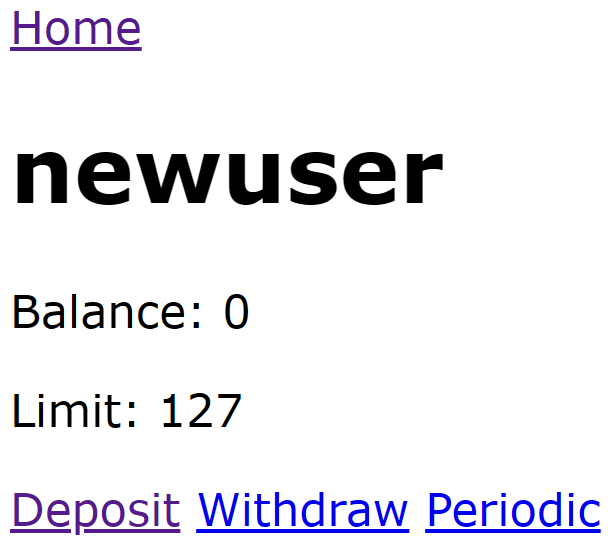 Home
newuser
Balance: 0
Limit: 127
Deposit Withdraw Periodic